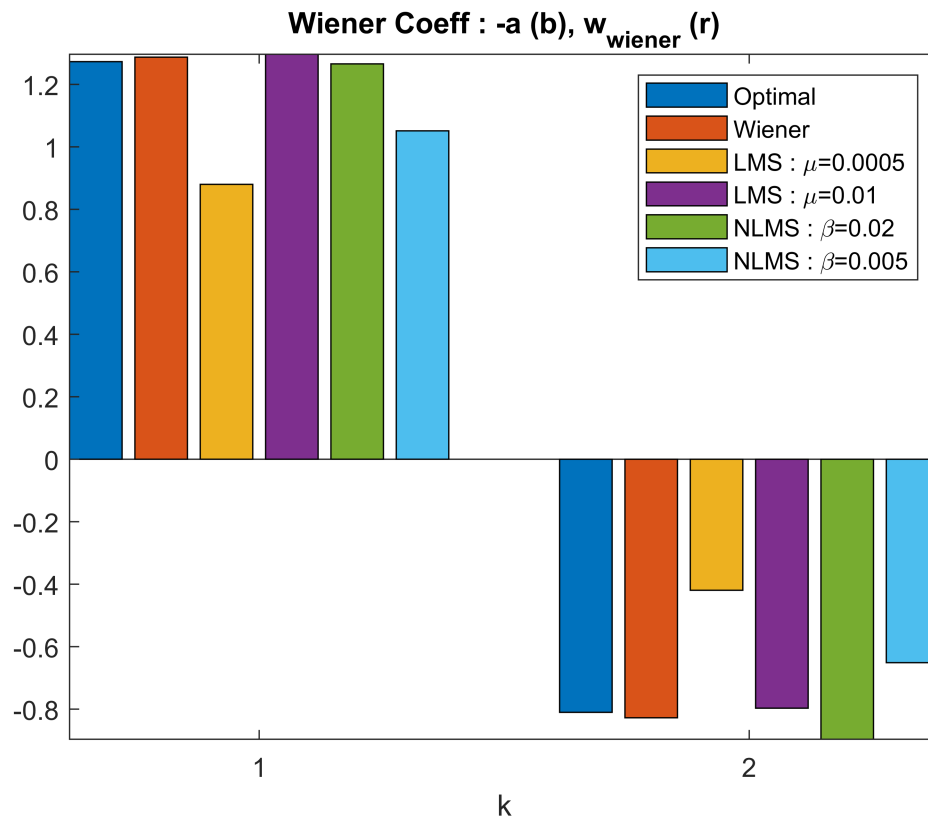 Wiener Coeff : -a (b), w_wiener (r)
1.2
1
0.8
0.6
0.4
0.2
0
-0.2
-0.4
-0.6
-0.8
Optimal
Wiener
LMS : μ=0.0005
LMS : μ=0.01
NLMS : β=0.02
NLMS : β=0.005
1 2
k